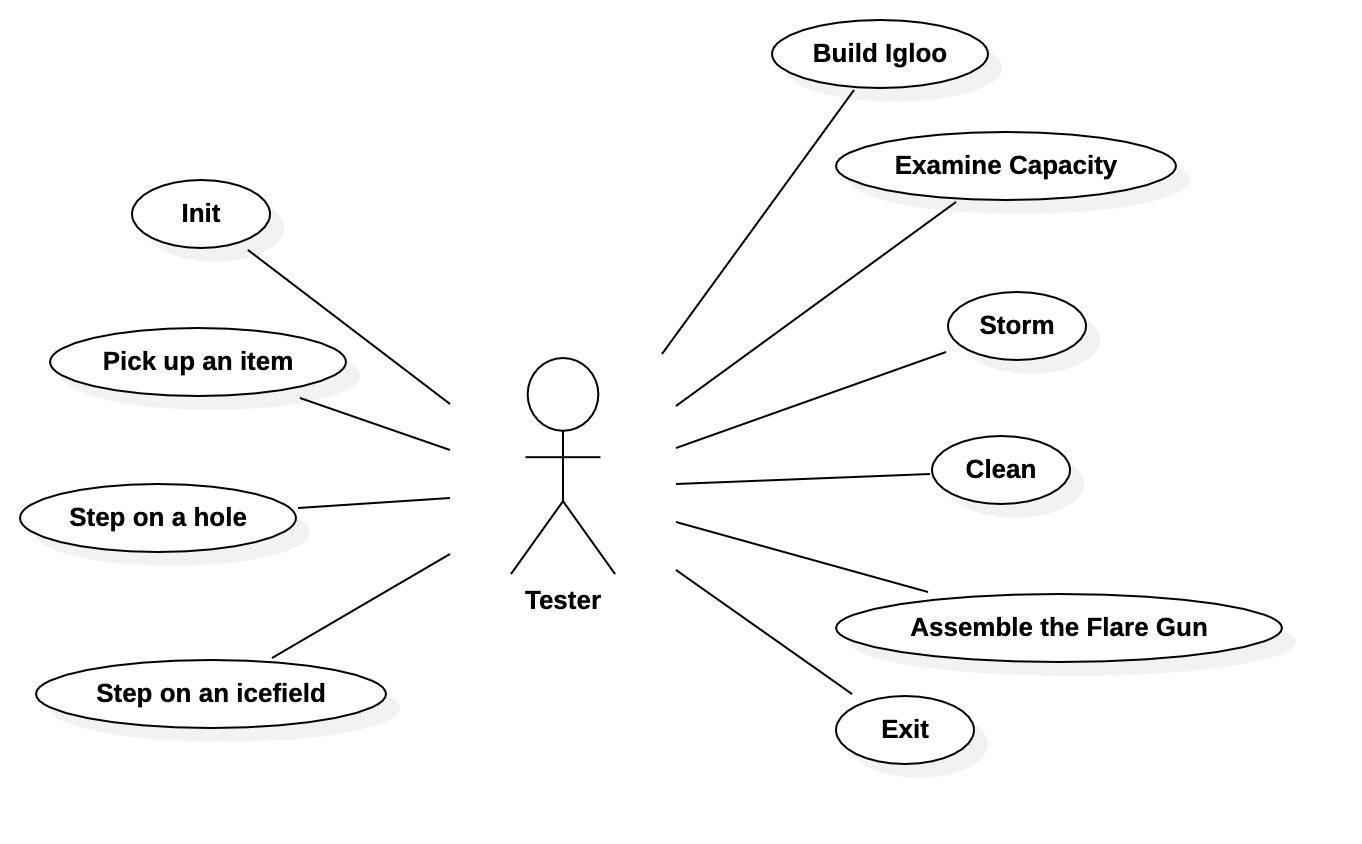 Build Igloo
Examine Capacity
Init
Storm
Pick up an item
Clean
Step on a hole
Tester
Assemble the Flare Gun
Step on an icefield
Exit